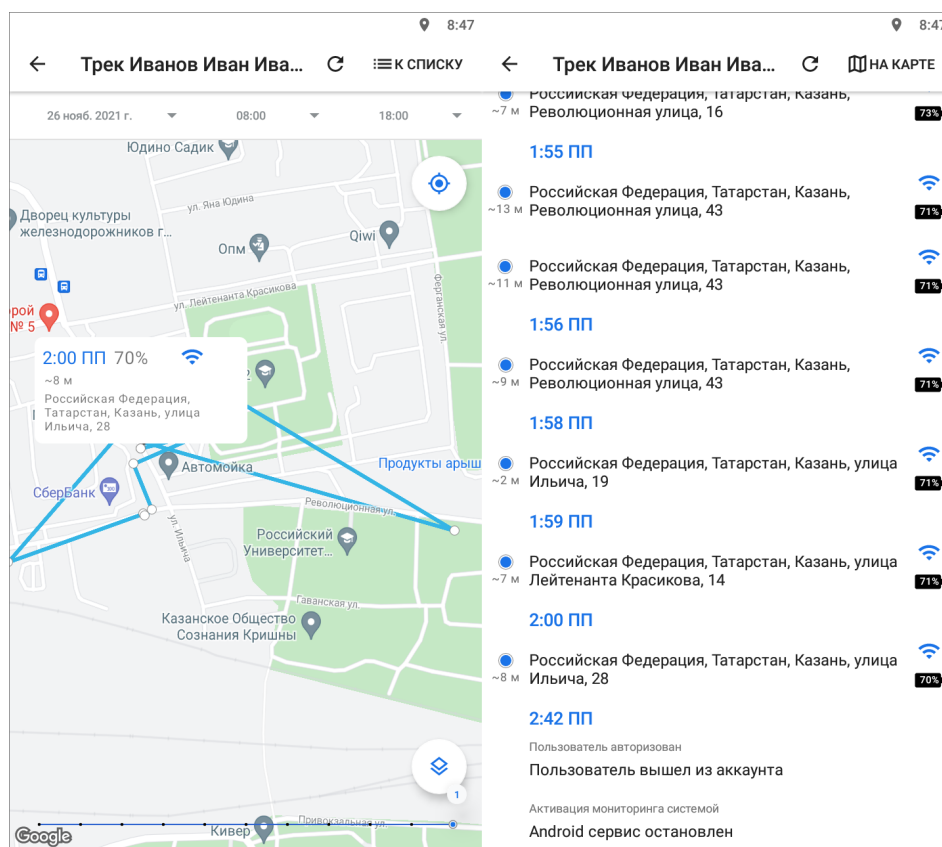 8:47
Трек Иванов Иван Ива...
К СПИСКУ
26 нояб. 2021 г.
08:00
18:00
Юдино Садик
ул. Яна Юдина
Дворец культуры
железнодорожников г...
Опм
Qiwi
ул. Лейтенанта Красикова
Ферганская ул.
рой
№ 5
2:00 ПП 70%
~8 м
Российская Федерация,
Татарстан, Казань, улица
Ильича, 28
2
Автомойка
Продукты арыш
СберБанк
Революционная ул.
ул. Ильича
Российский
Университет...
Гаванская ул.
Казанское Общество
Сознания Кришны
1
Привокзальная ул.
Кивер
Google
8:47
Трек Иванов Иван Ива...
НА КАРТЕ
Российская Федерация, Татарстан, Казань,
~7 м Революционная улица, 16
73%
1:55 ПП
Российская Федерация, Татарстан, Казань,
~13 м Революционная улица, 43
71%
Российская Федерация, Татарстан, Казань,
~11 м Революционная улица, 43
71%
1:56 ПП
Российская Федерация, Татарстан, Казань,
~9 м Революционная улица, 43
71%
1:58 ПП
Российская Федерация, Татарстан, Казань, улица
~2 м Ильича, 19
71%
1:59 ПП
Российская Федерация, Татарстан, Казань, улица
~7 м Лейтенанта Красикова, 14
71%
2:00 ПП
Российская Федерация, Татарстан, Казань, улица
~8 м Ильича, 28
70%
2:42 ПП
Пользователь авторизован
Пользователь вышел из аккаунта
Активация мониторинга системой
Android сервис остановлен